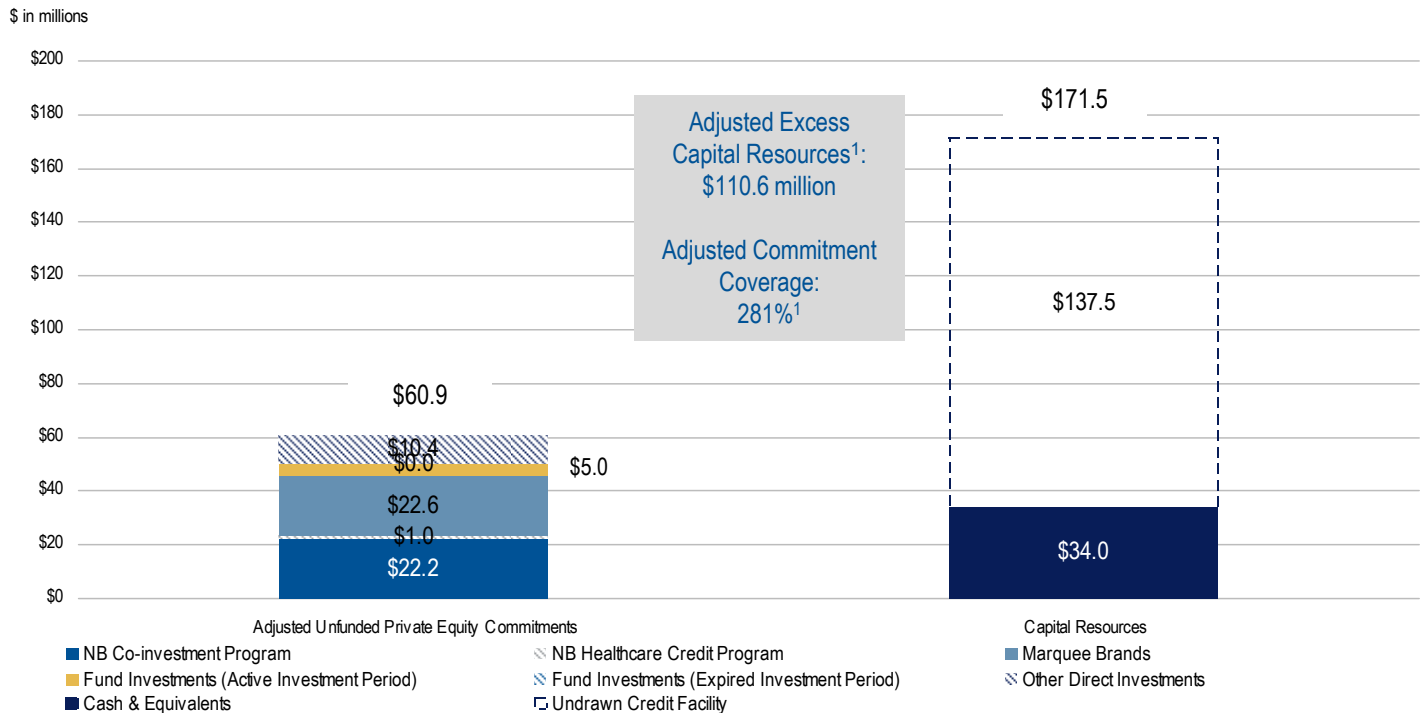 $ in millions
$200
$180
$160
$140
$120
$100
$80
$60
$40
$20
$0
$60.9
$10.4
$0.0
$5.0
$22.6
$1.0
$22.2
Adjusted Excess
Capital Resources¹:
$110.6 million
Adjusted Commitment
Coverage:
281%¹
$171.5
$137.5
$34.0
Adjusted Unfunded Private Equity Commitments
Capital Resources
NB Co-investment Program
NB Healthcare Credit Program
Marquee Brands
Fund Investments (Active Investment Period)
Fund Investments (Expired Investment Period)
Other Direct Investments
Cash & Equivalents
Undrawn Credit Facility